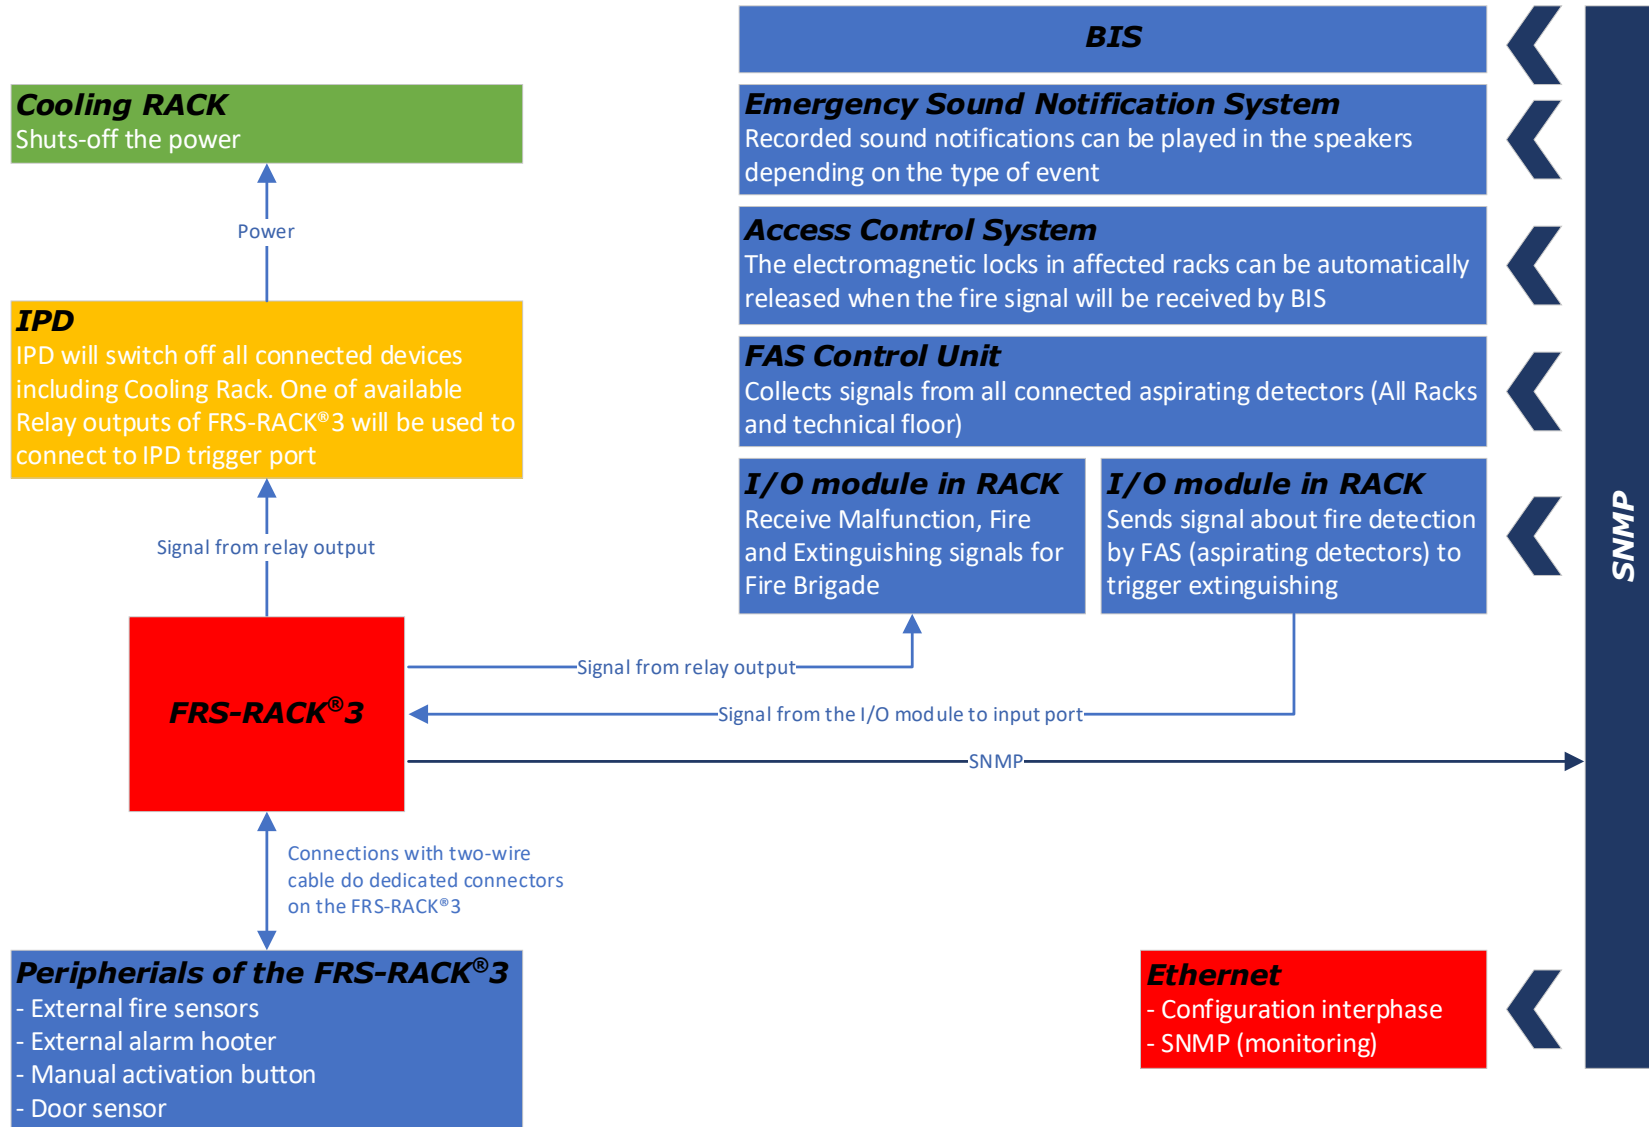 BIS
Cooling RACK
Shuts-off the power
Emergency Sound Notification System
Recorded sound notifications can be played in the speakers
depending on the type of event
Power
Access Control System
The electromagnetic locks in affected racks can be automatically
released when the fire signal will be received by BIS
IPD
IPD will switch off all connected devices
including Cooling Rack. One of available
Relay outputs of FRS-RACK®3 will be used to
connect to IPD trigger port
FAS Control Unit
Collects signals from all connected aspirating detectors (All Racks
and technical floor)
I/O module in RACK
Receive Malfunction, Fire
and Extinguishing signals for
Fire Brigade
I/O module in RACK
Sends signal about fire detection
by FAS (aspirating detectors) to
trigger extinguishing
SNMP
Signal from relay output
FRS-RACK®3
Signal from relay output
Signal from the I/O module to input port
SNMP
Connections with two-wire
cable do dedicated connectors
on the FRS-RACK®3
Peripherials of the FRS-RACK®3
- External fire sensors
- External alarm hooter
- Manual activation button
- Door sensor
Ethernet
- Configuration interphase
- SNMP (monitoring)